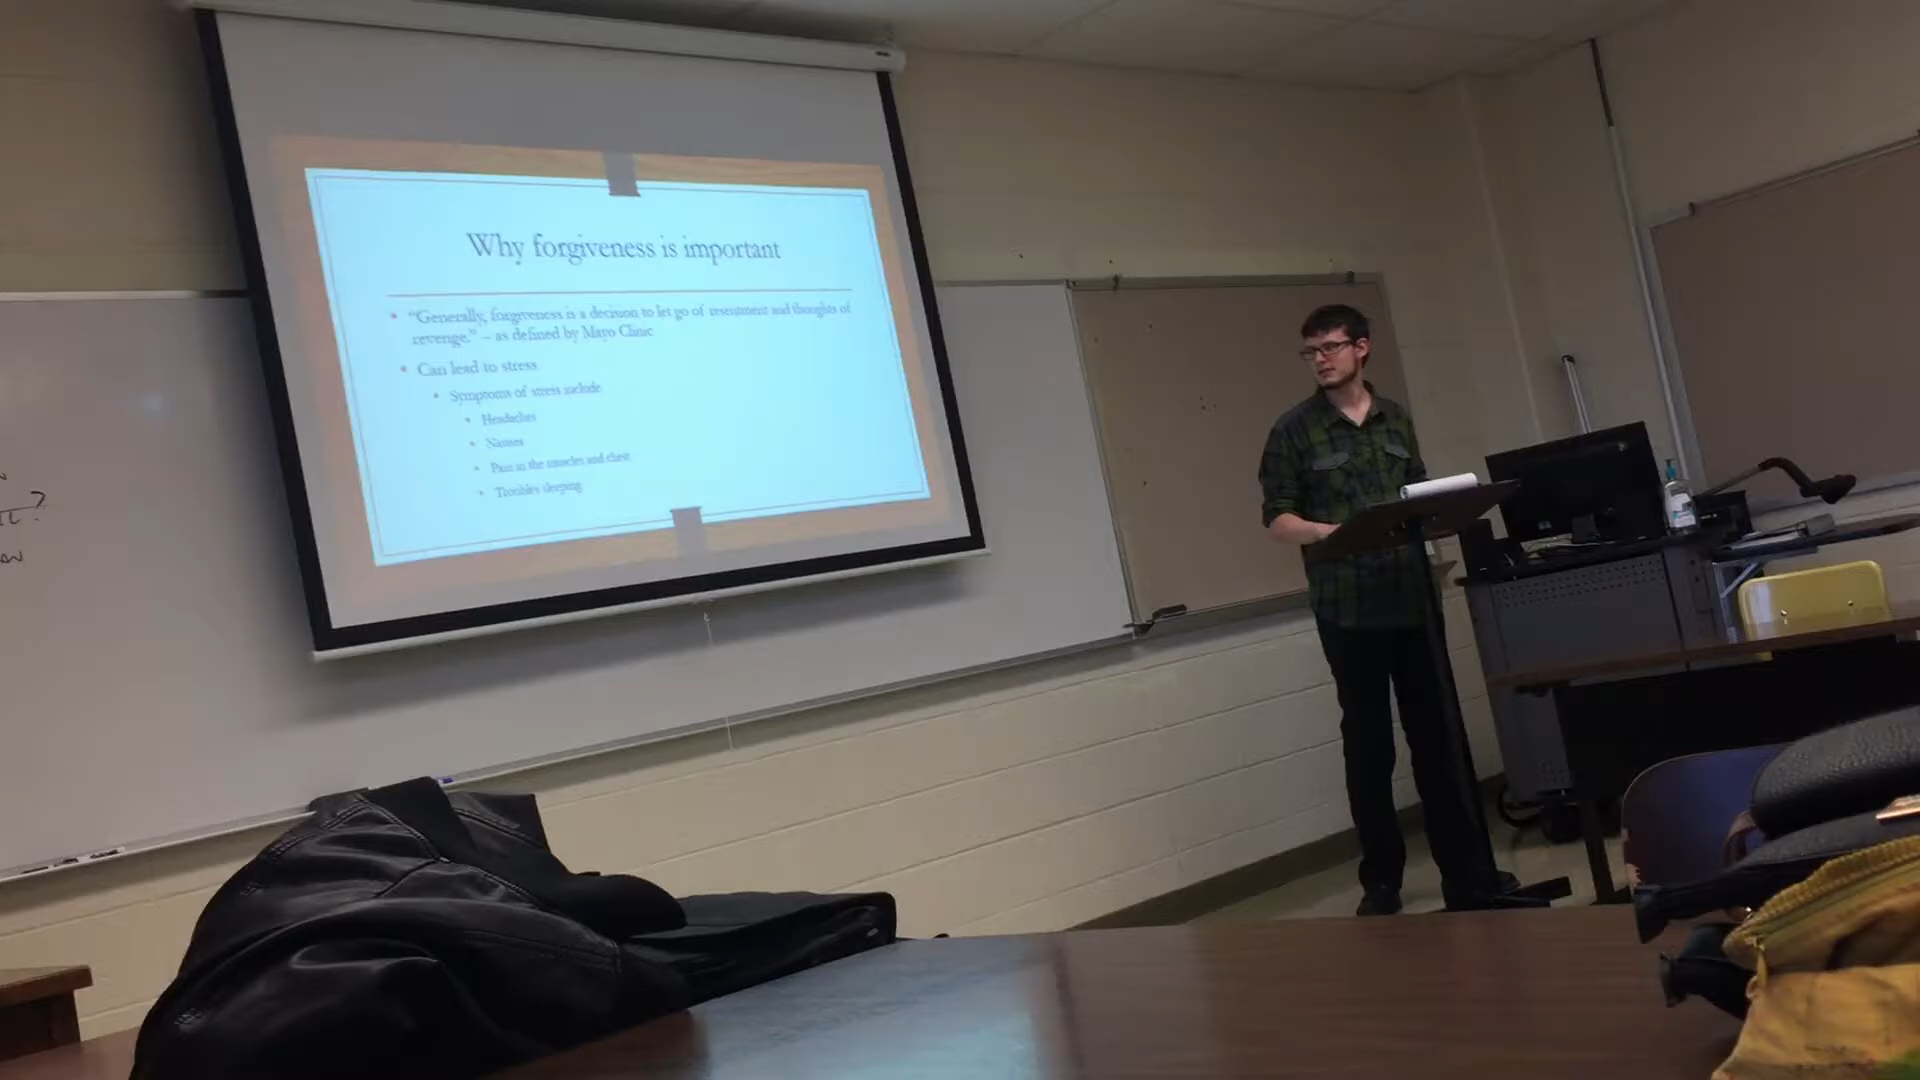 Why forgiveness is important
• "Generally, forgiveness is a decision to let go of resentment and thoughts of
revenge." – as defined by Mayo Clinic
• Can lead to stress
• Symptoms of stress include
• Headaches
• Nausea
• Pain in the muscles and chest
• Troubles sleeping
?